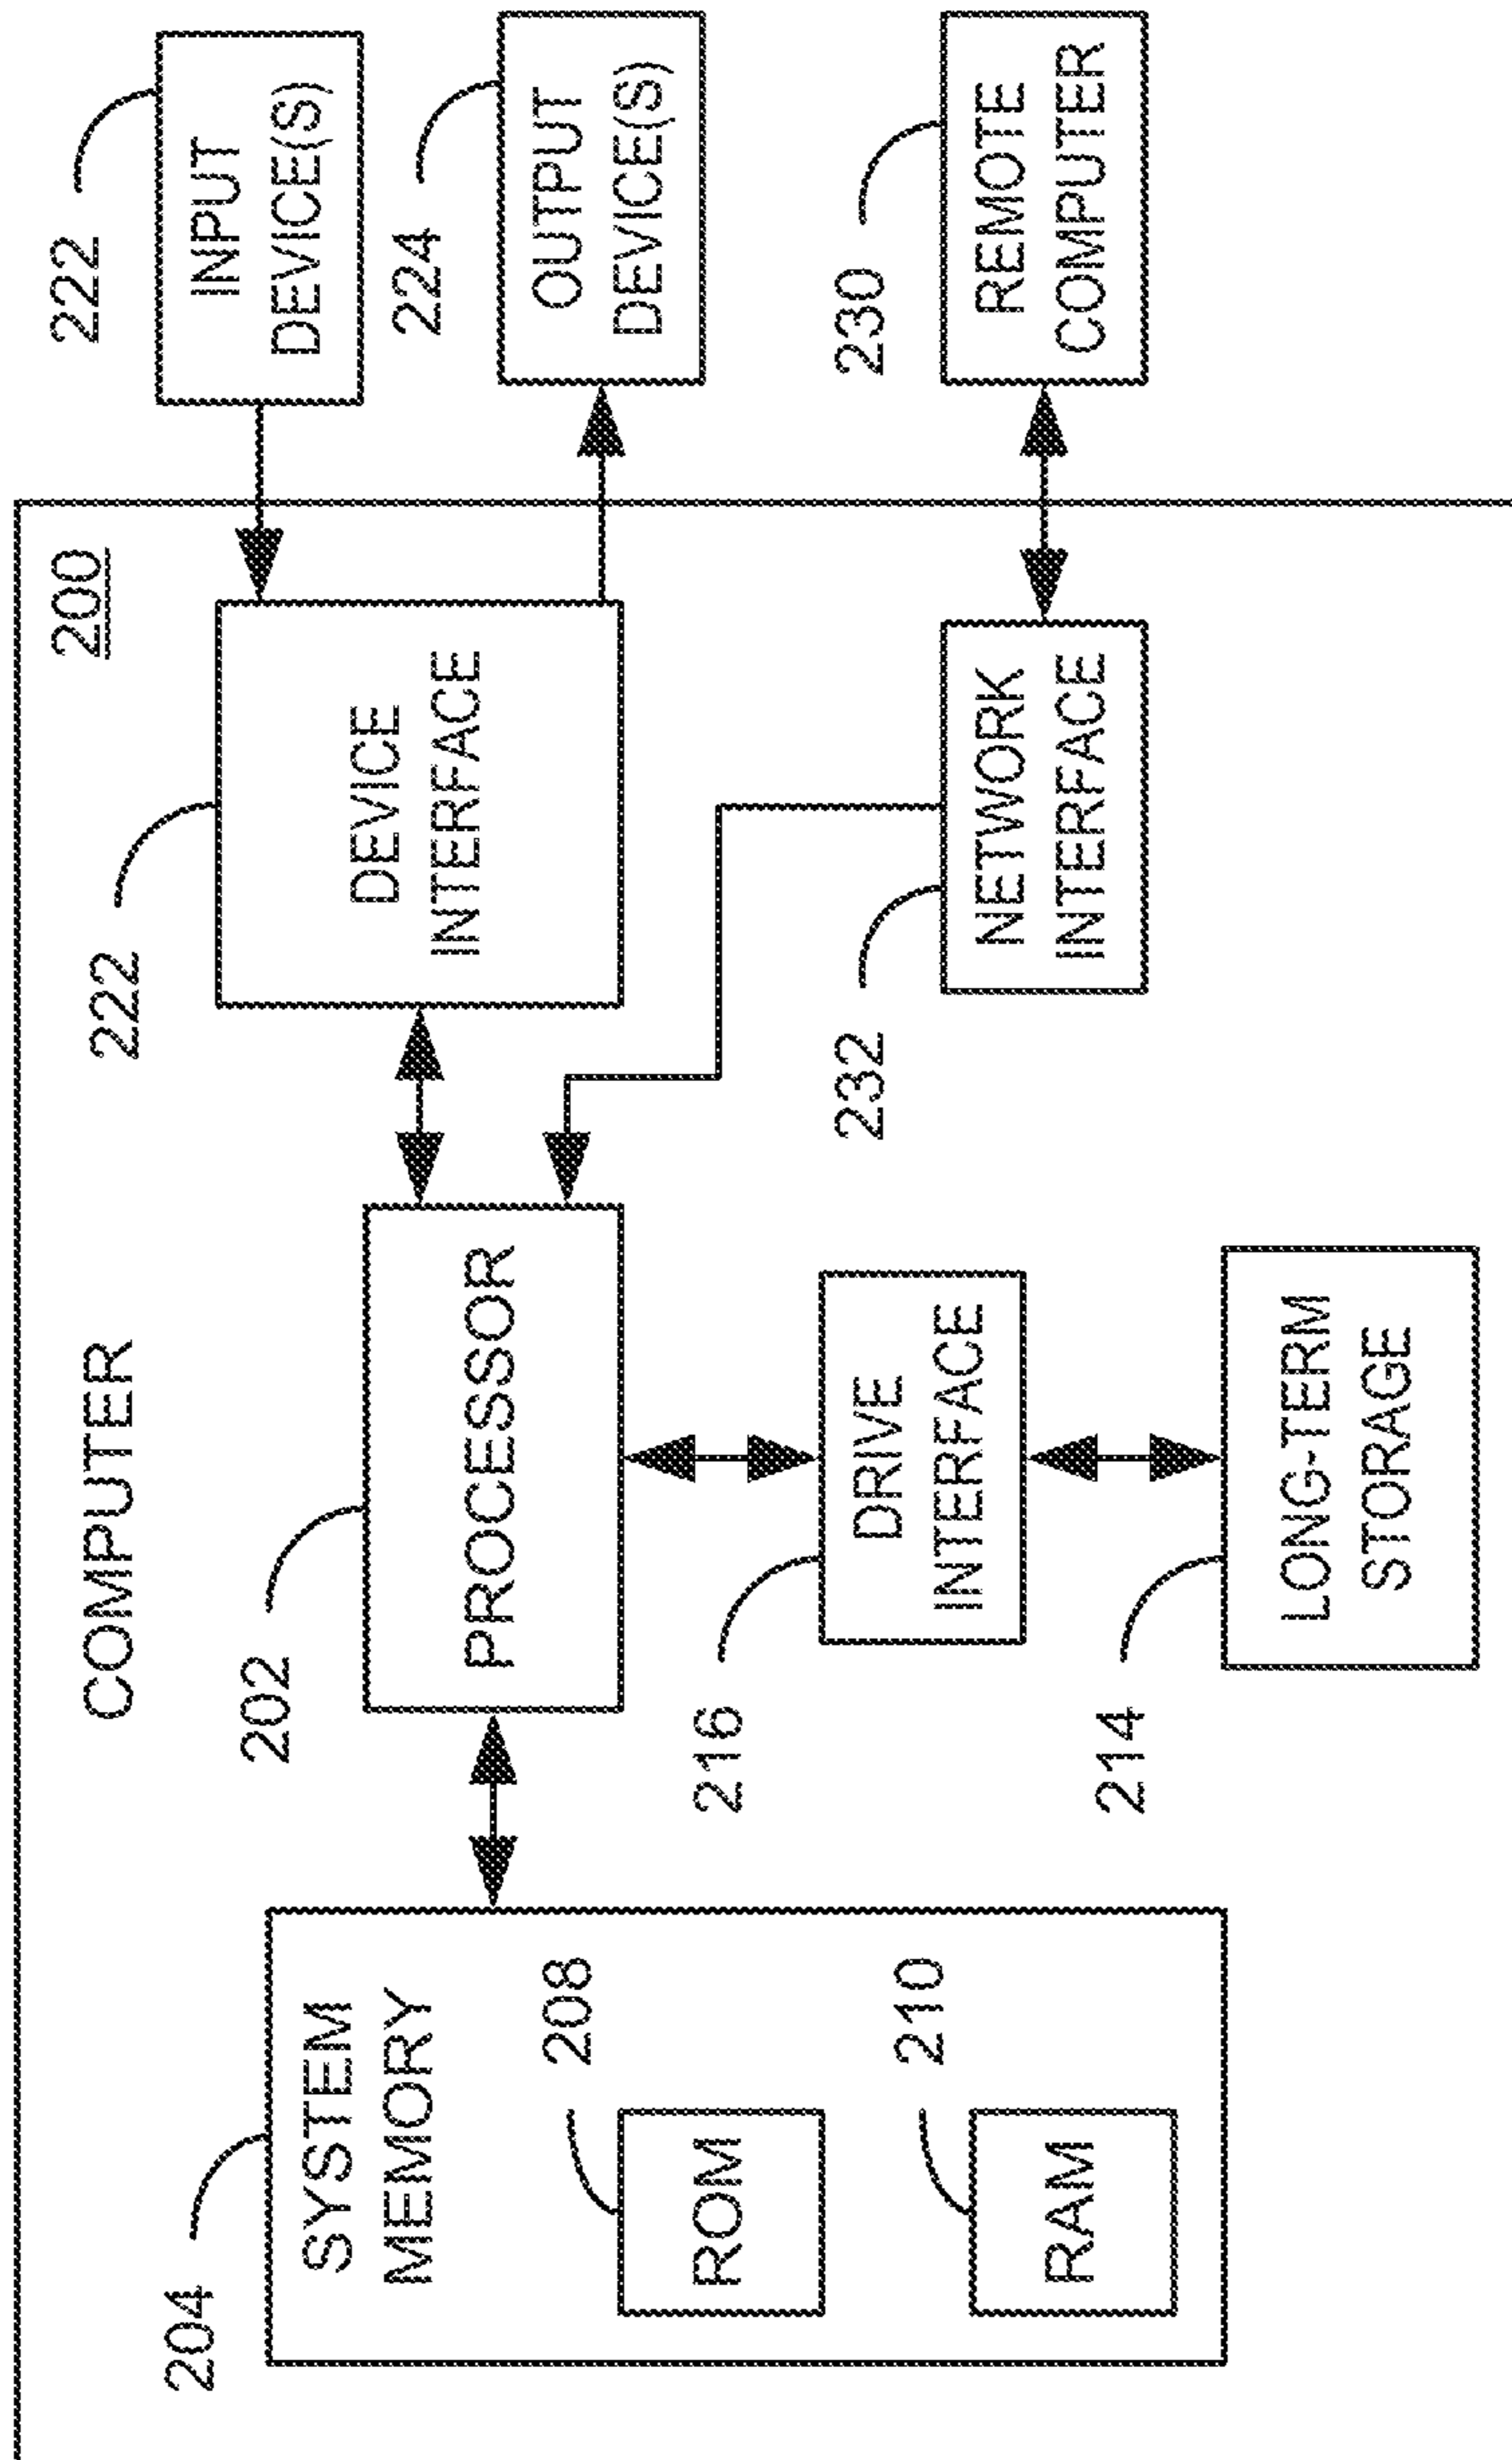 COMPUTER
200
204
SYSTEM
MEMORY
208
ROM
210
RAM
202
PROCESSOR
216
DRIVE
INTERFACE
214
LONG-TERM
STORAGE
222
DEVICE
INTERFACE
232
NETWORK
INTERFACE
222
INPUT
DEVICE(S)
224
OUTPUT
DEVICE(S)
230
REMOTE
COMPUTER